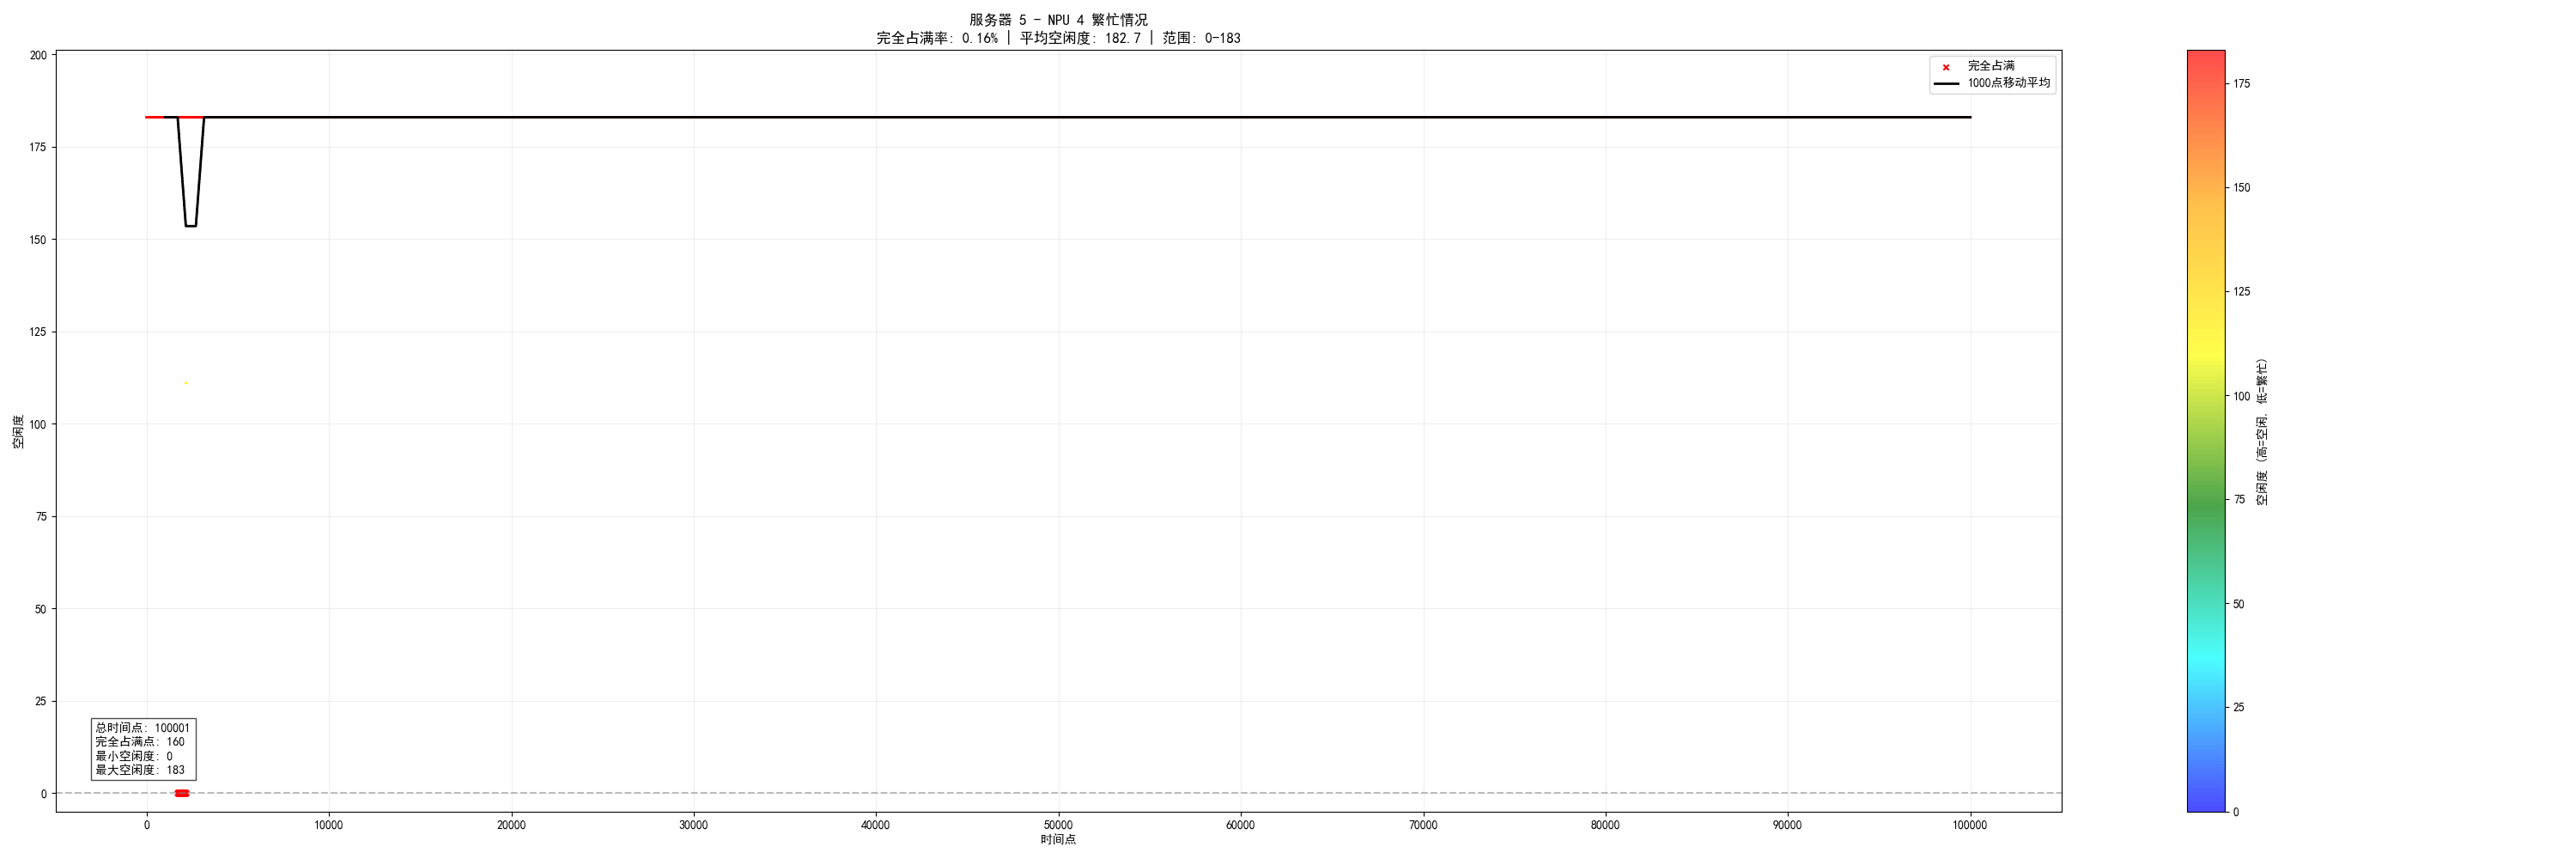 服务器 5 - NPU 4 繁忙情况
完全占满率: 0.16% | 平均空闲度: 182.7 | 范围: 0-183
完全占满
1000点移动平均
200
175
150
125
100
75
50
25
0
空闲度
总时间点: 100001
完全占满点: 160
最小空闲度: 0
最大空闲度: 183
0
10000
20000
30000
40000
50000
60000
70000
80000
90000
100000
时间点
175
150
125
100
75
50
25
0
空闲度 (高=空闲, 低=繁忙)